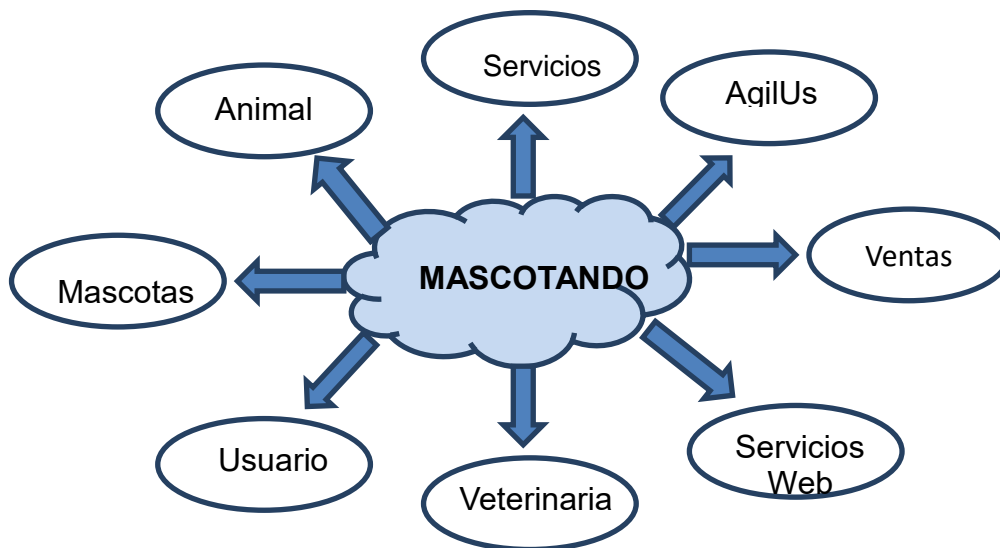 Servicios
Animal
AgilUs
MASCOTANDO
Ventas
Mascotas
Usuario
Servicios
Web
Veterinaria